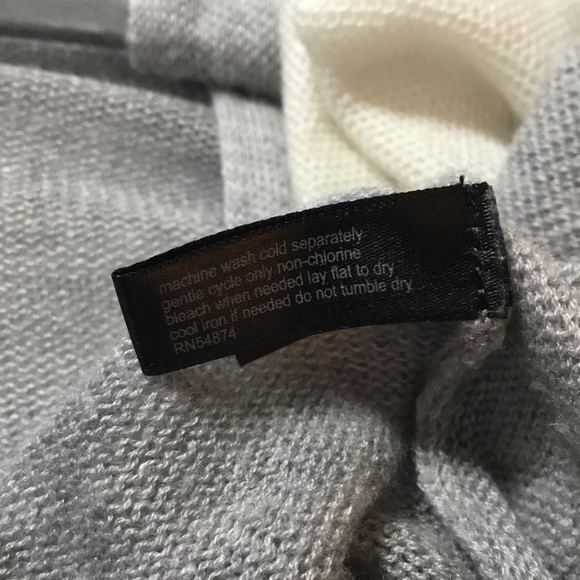 machine wash cold separately
gentle cycle only non-chlorine
bleach when needed lay flat to dry
cool iron if needed do not tumble dry
RN54874